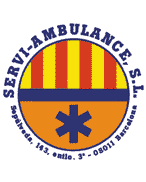 SERVI-AMBULANCE, S.L.
Sepúlveda, 143, entlo. 3ª - 08011 Barcelona